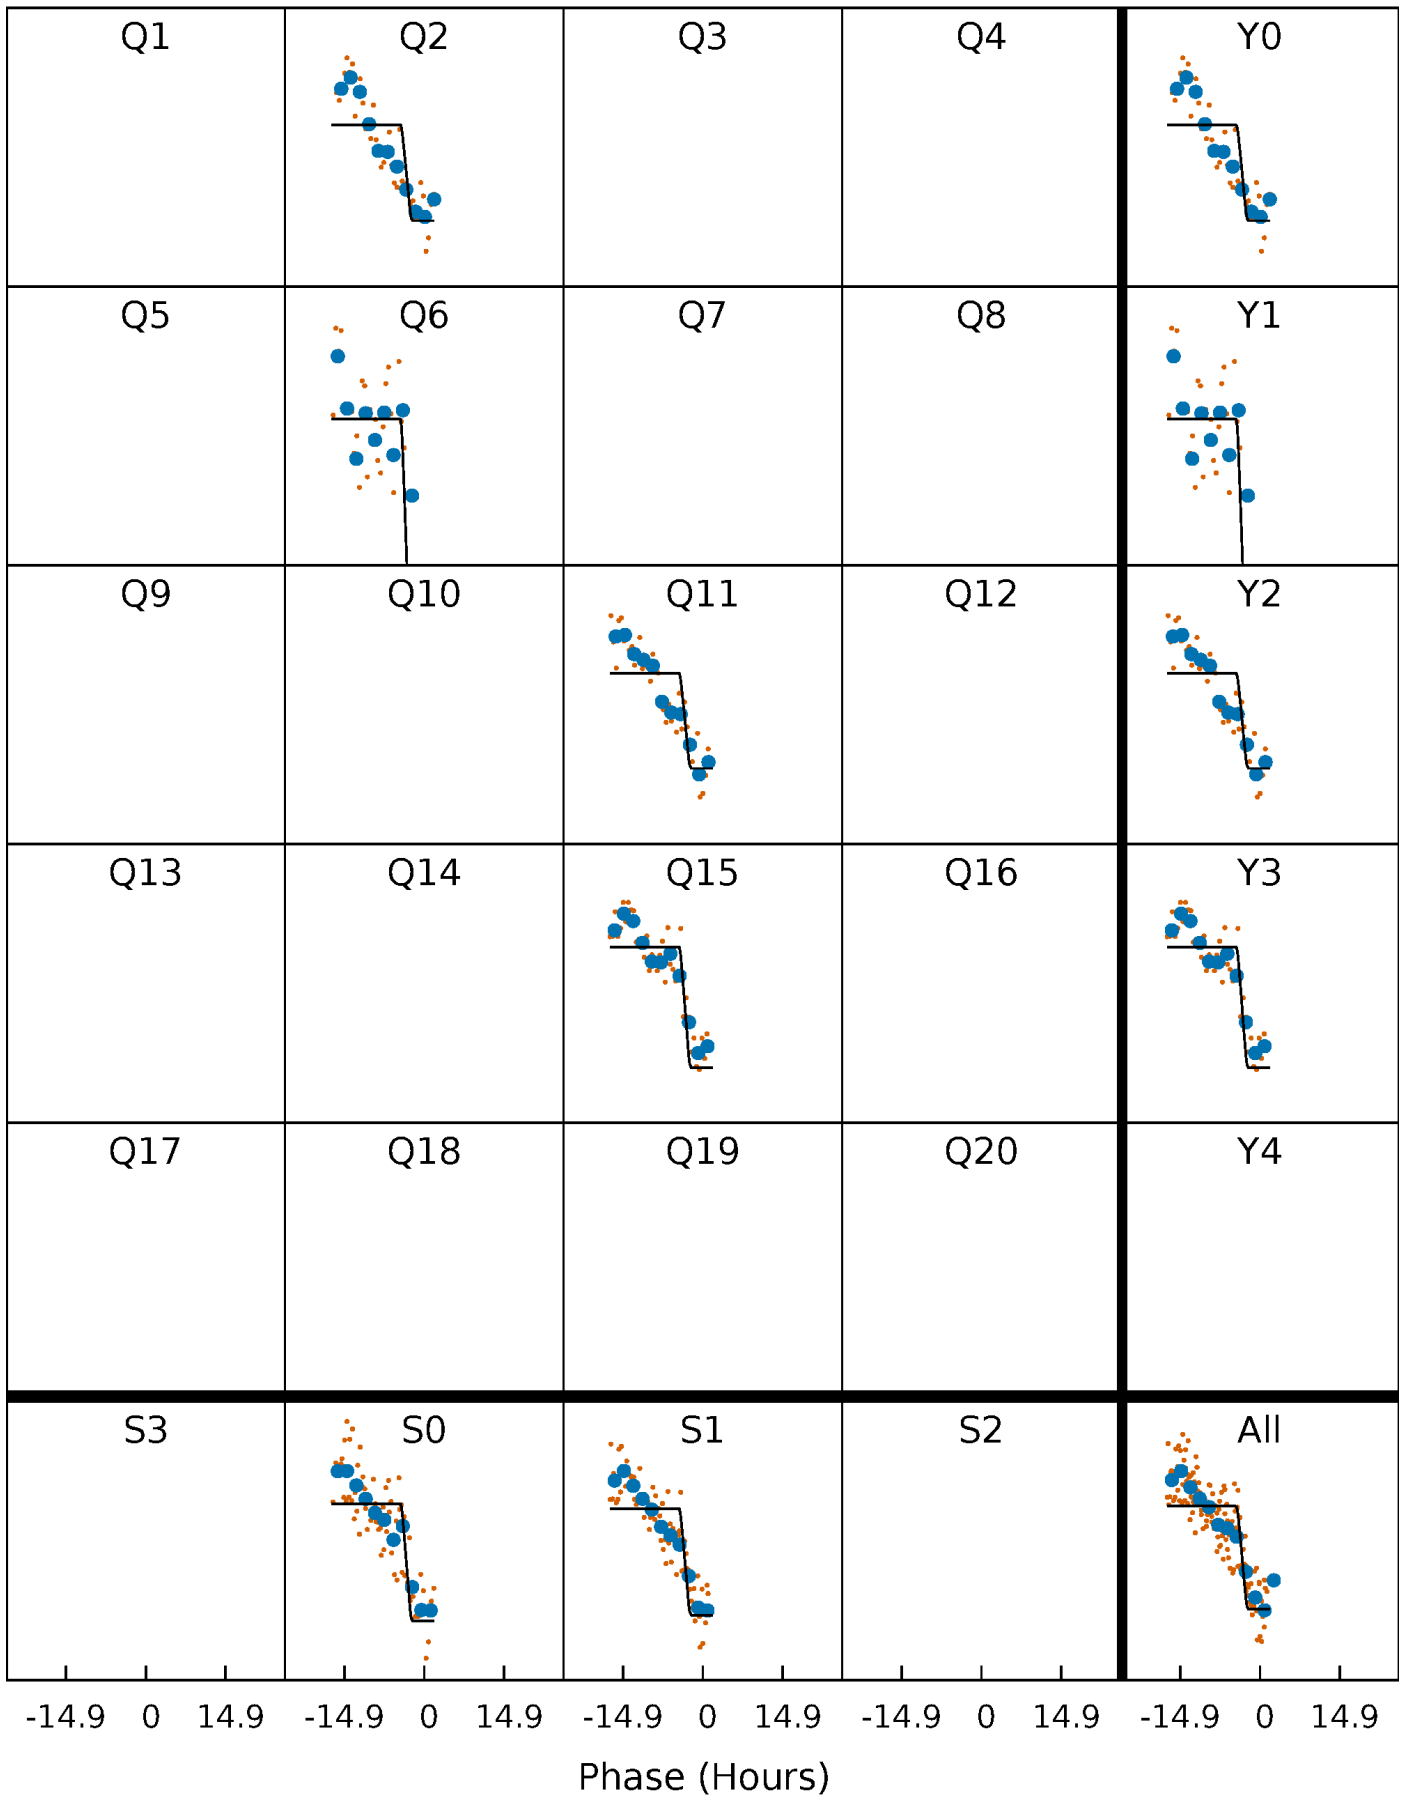 Q1 Q2 Q3 Q4 Y0
Q5 Q6 Q7 Q8 Y1
Q9 Q10 Q11 Q12 Y2
Q13 Q14 Q15 Q16 Y3
Q17 Q18 Q19 Q20 Y4
S3 S0 S1 S2 All
-14.9 0 14.9 -14.9 0 14.9 -14.9 0 14.9 -14.9 0 14.9 -14.9 0 14.9
Phase (Hours)